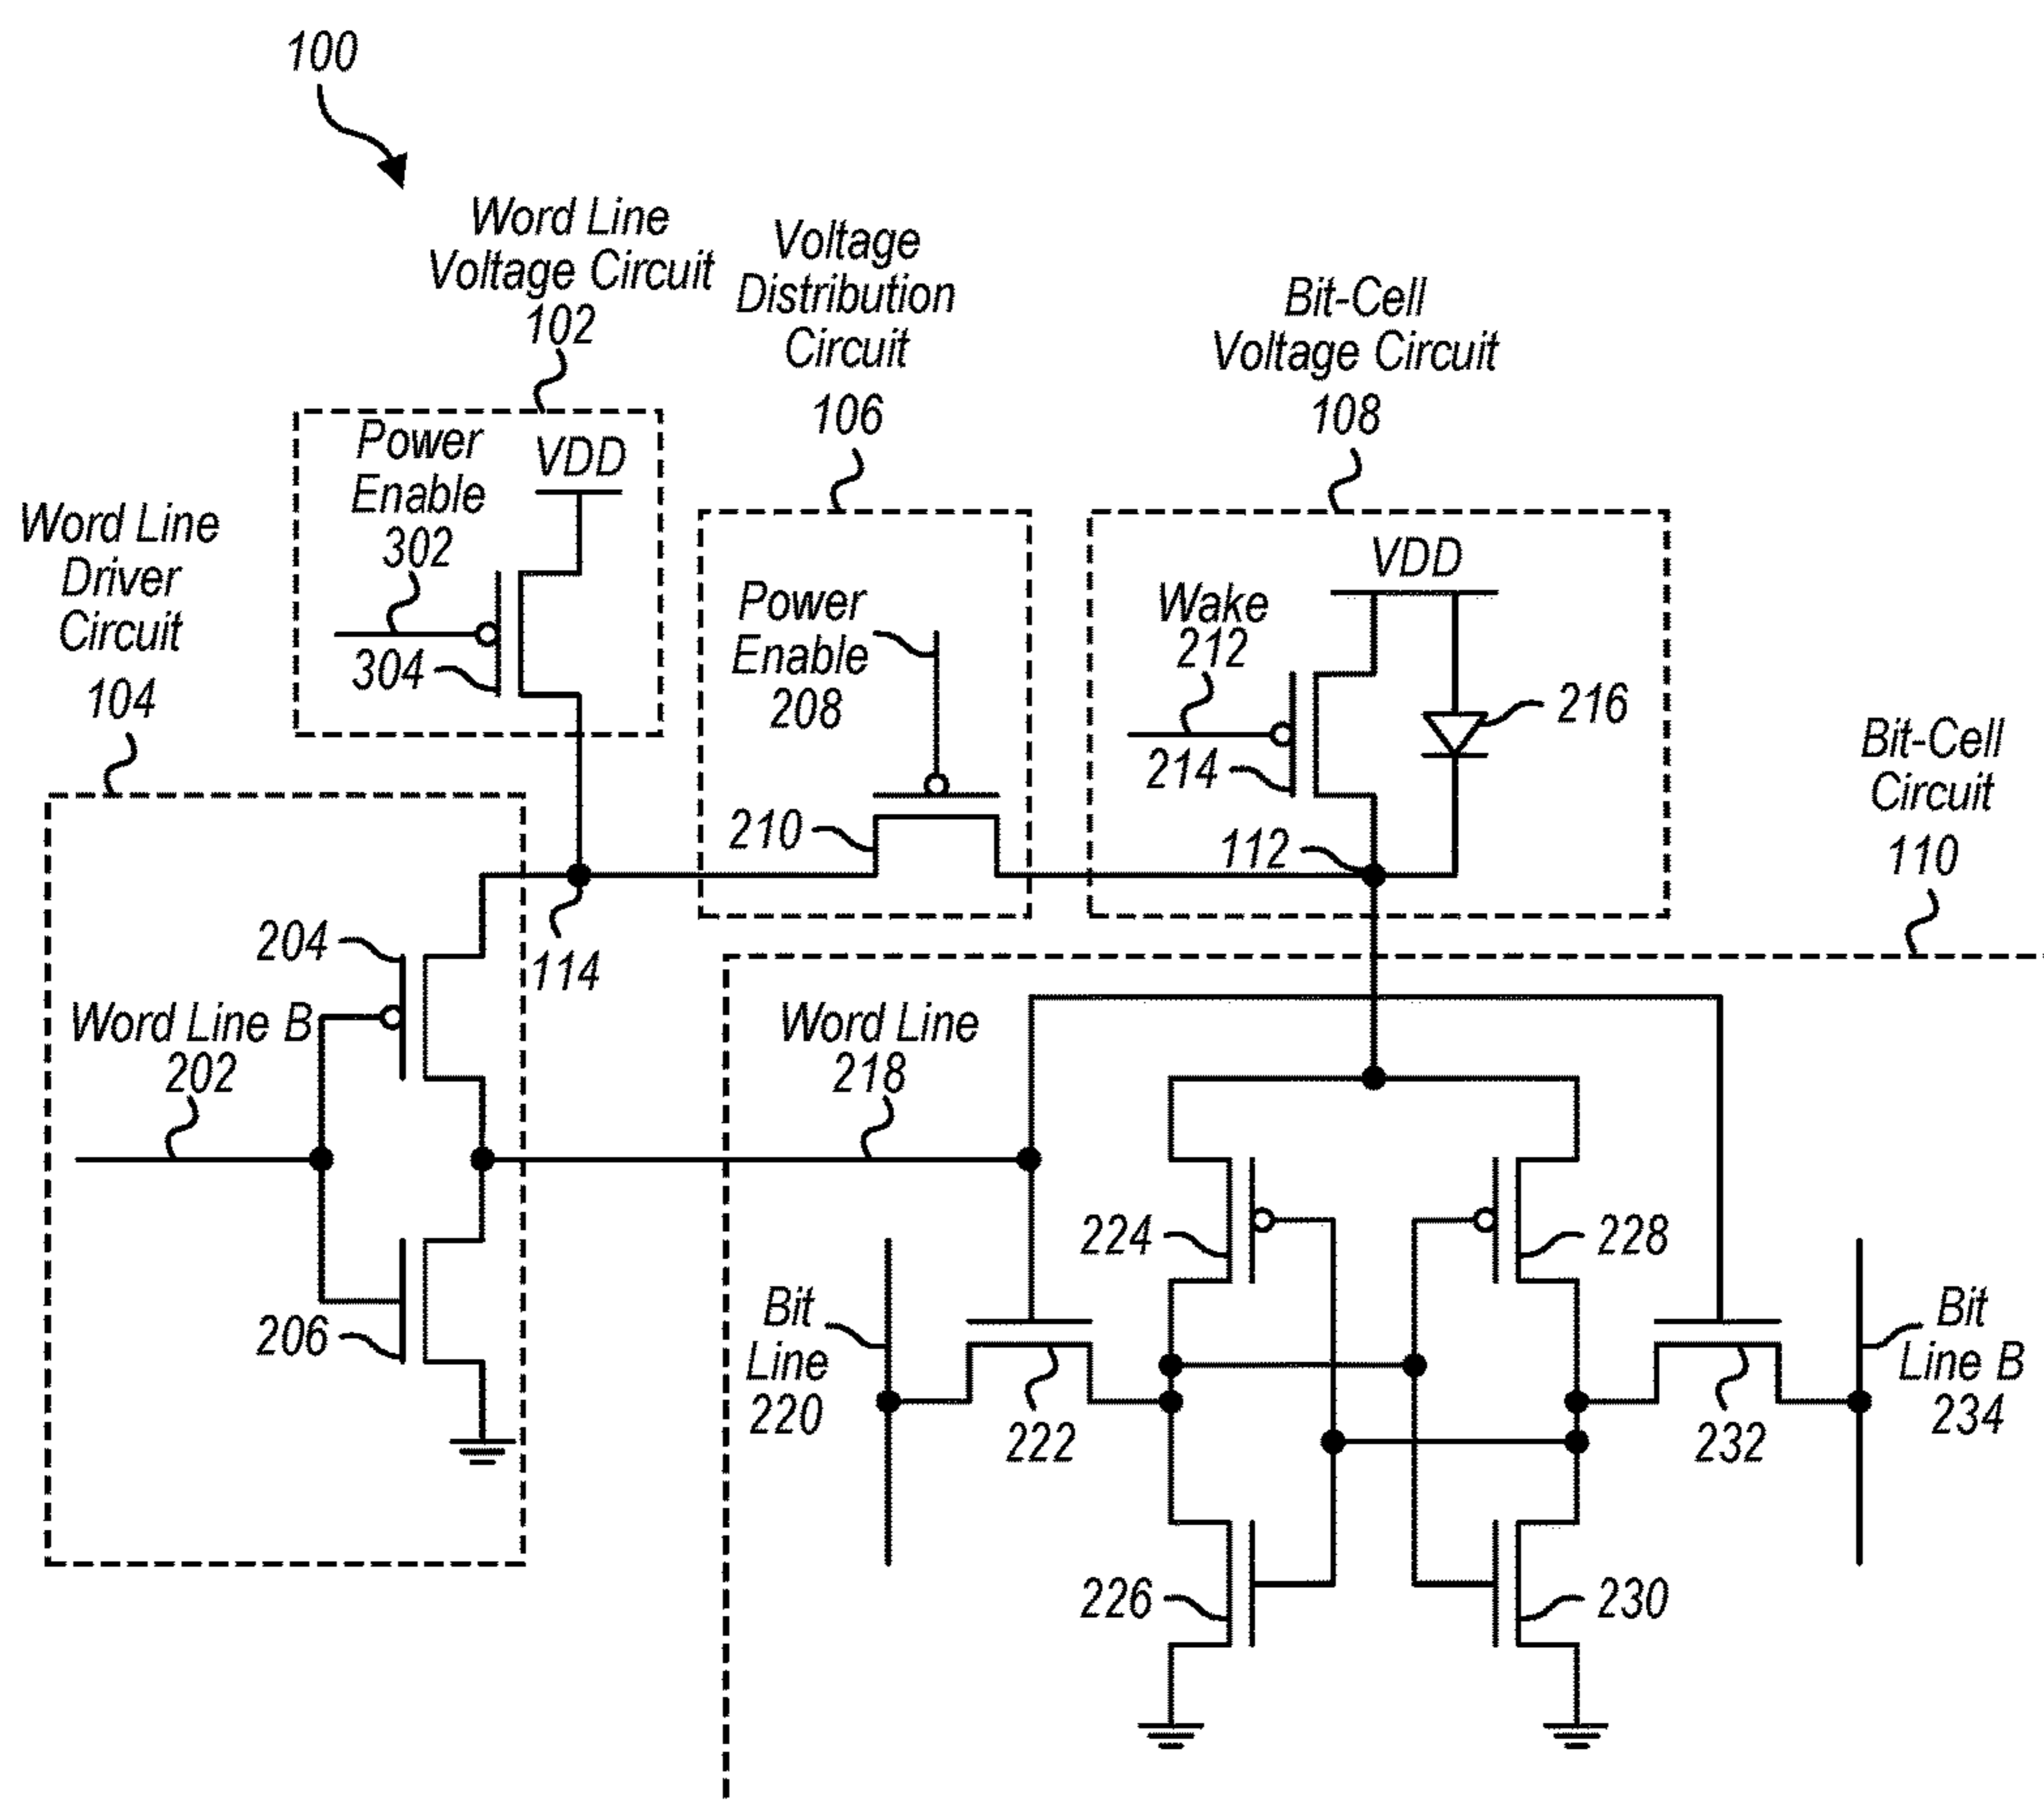 100
Word Line
Voltage Circuit
102
Voltage
Distribution
Circuit
106
Bit-Cell
Voltage Circuit
108
Power
Enable
302
VDD
304
Word Line
Driver
Circuit
104
Power
Enable
208
210
VDD
Wake
212
214
216
112
Bit-Cell
Circuit
110
204
114
Word Line B
202
Word Line
218
206
224
228
Bit
Line
220
222
232
Bit
Line B
234
226
230